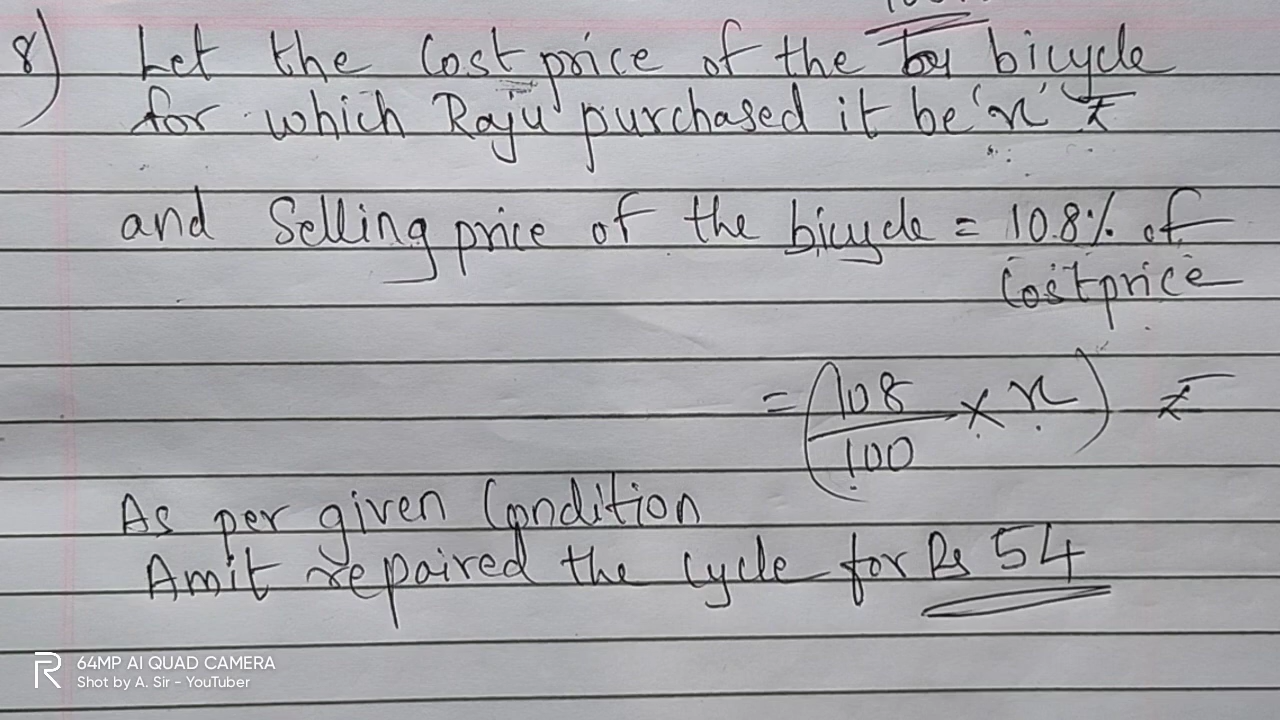 8) Let the Cost price of the bicycle
for which Raju purchased it be 'x' ₹
and Selling price of the bicycle = 108% of
Cost price
= (108/100 × x) ₹
As per given Condition
Amit repaired the cycle for Rs 54
64MP AI QUAD CAMERA
Shot by A. Sir - YouTuber